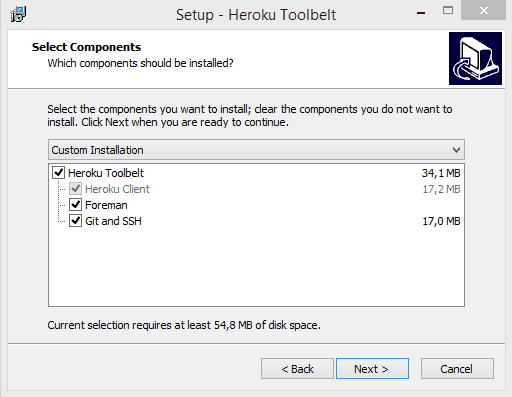 Setup - Heroku Toolbelt
Select Components
Which components should be installed?
Select the components you want to install; clear the components you do not want to
install. Click Next when you are ready to continue.
Custom Installation
Heroku Toolbelt 34,1 MB
Heroku Client 17,2 MB
Foreman
Git and SSH 17,0 MB
Current selection requires at least 54,8 MB of disk space.
< Back Next > Cancel